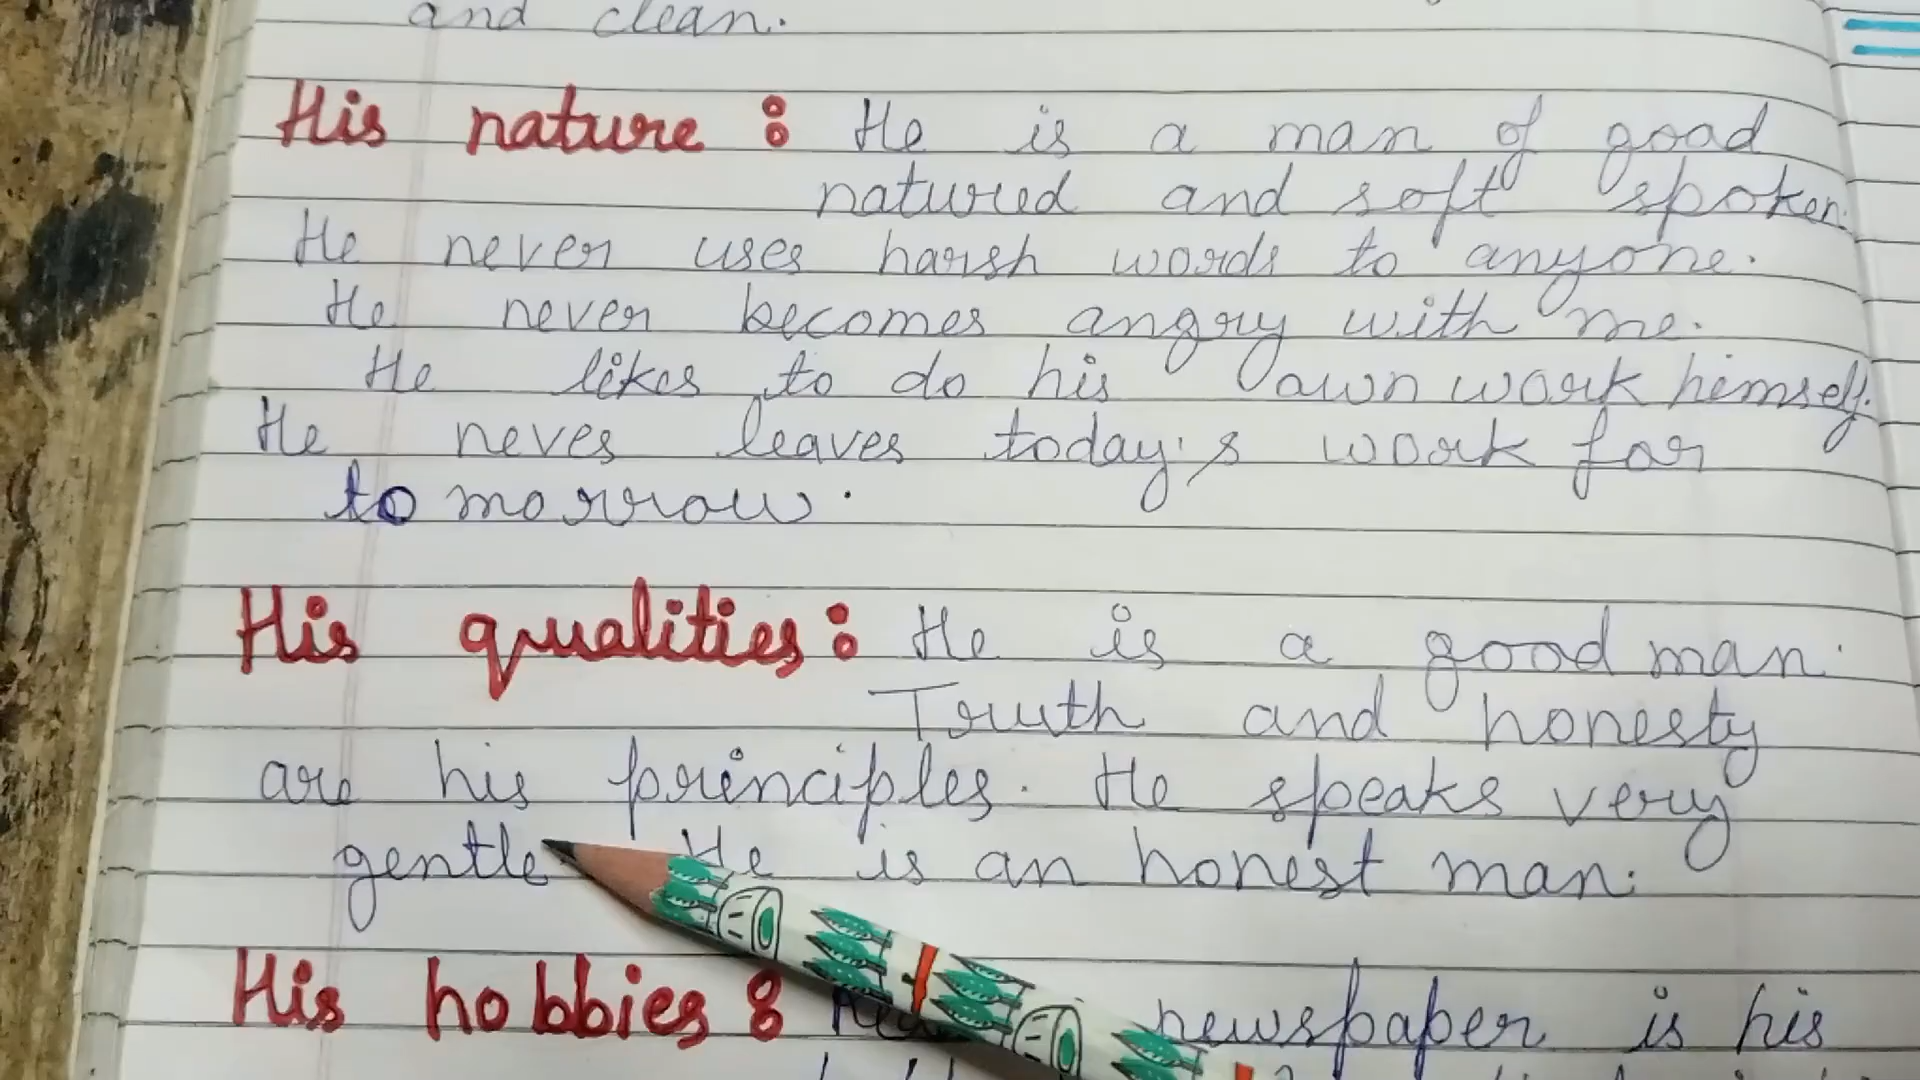 and clean.
His nature : He is a man of good
natured and soft spoken.
He never uses harsh words to anyone.
He never becomes angry with me.
He likes to do his own work himself.
He neves leaves today's work for
tomorrow.
His qualities : He is a good man.
Truth and honesty
are his principles. He speaks very
gentle He is an honest man.
His hobbies : newspaper is his